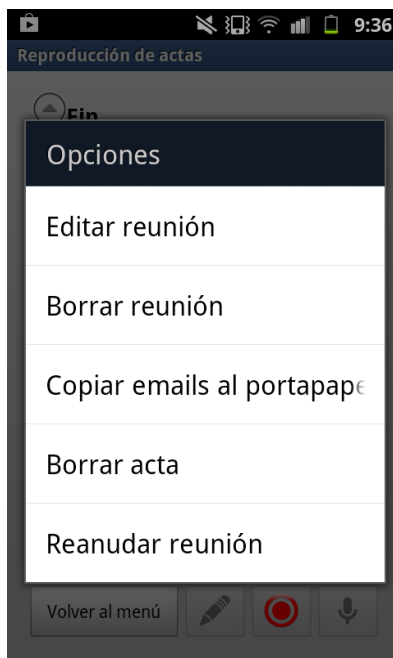 9:36
Reproducción de actas
Fin
Opciones
Editar reunión
Borrar reunión
Copiar emails al portapape
Borrar acta
Reanudar reunión
Volver al menú